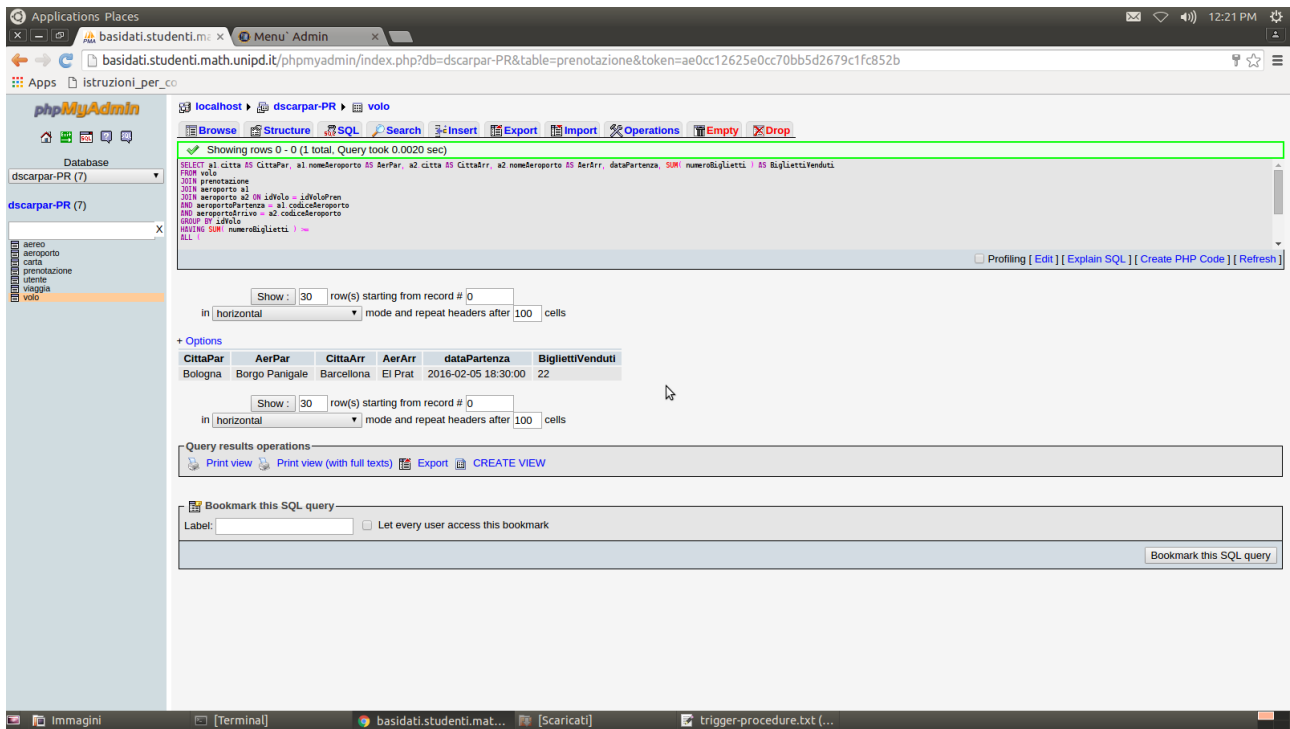 Applications Places
12:21 PM
basidati.studenti.ma ×
Menu` Admin ×
basidati.studenti.math.unipd.it/phpmyadmin/index.php?db=dscarpar-PR&table=prenotazione&token=ae0cc12625e0cc70bb5d2679c1fc852b
Apps istruzioni_per_co
phpMyAdmin
Database
dscarpar-PR (7)
dscarpar-PR (7)
X
aereo
aeroporto
carta
prenotazione
utente
viaggia
volo
localhost dscarpar-PR volo
Browse Structure SQL Search Insert Export Import Operations Empty Drop
Showing rows 0 - 0 (1 total, Query took 0.0020 sec)
SELECT a1.citta AS CittaPar, a1.nomeAeroporto AS AerPar, a2.citta AS CittaArr, a2.nomeAeroporto AS AerArr, dataPartenza, SUM( numeroBiglietti ) AS BigliettiVenduti
FROM volo
JOIN prenotazione
JOIN aeroporto a1
JOIN aeroporto a2 ON idVolo = idVoloPren
AND aeroportoPartenza = a1.codiceAeroporto
AND aeroportoArrivo = a2.codiceAeroporto
GROUP BY idVolo
HAVING SUM( numeroBiglietti ) >=
ALL (
Profiling [ Edit ] [ Explain SQL ] [ Create PHP Code ] [ Refresh ]
Show : 30 row(s) starting from record # 0
in horizontal mode and repeat headers after 100 cells
+ Options
CittaPar AerPar CittaArr AerArr dataPartenza BigliettiVenduti
Bologna Borgo Panigale Barcellona El Prat 2016-02-05 18:30:00 22
Show : 30 row(s) starting from record # 0
in horizontal mode and repeat headers after 100 cells
Query results operations
Print view Print view (with full texts) Export CREATE VIEW
Bookmark this SQL query
Label: Let every user access this bookmark
Bookmark this SQL query
Immagini [Terminal] basidati.studenti.mat... [Scaricati] trigger-procedure.txt (...